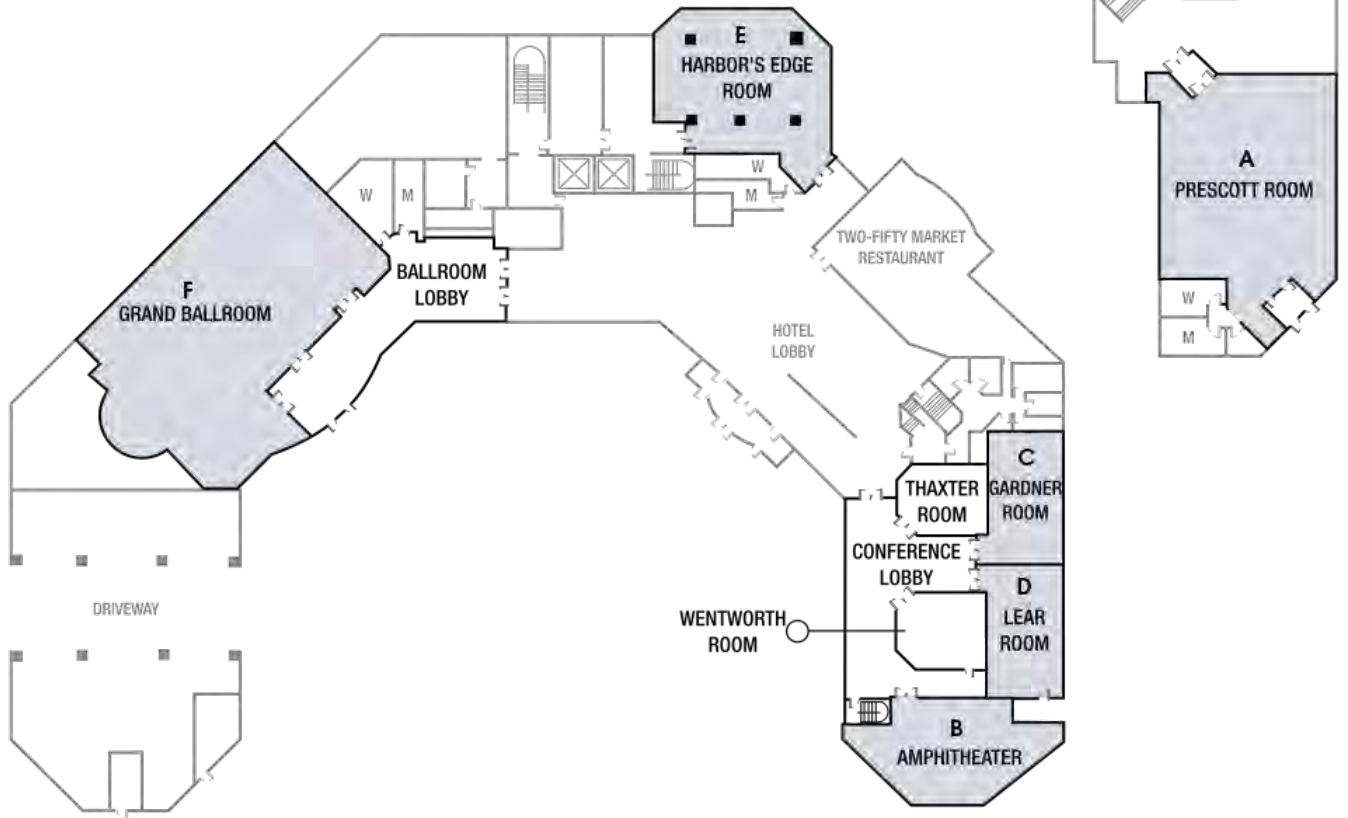 E
HARBOR'S EDGE
ROOM
A
PRESCOTT ROOM
W
M
W
M
TWO-FIFTY MARKET
RESTAURANT
BALLROOM
LOBBY
F
GRAND BALLROOM
W
M
HOTEL
LOBBY
C
GARDNER
ROOM
THAXTER
ROOM
CONFERENCE
LOBBY
D
LEAR
ROOM
DRIVEWAY
WENTWORTH
ROOM
B
AMPHITHEATER